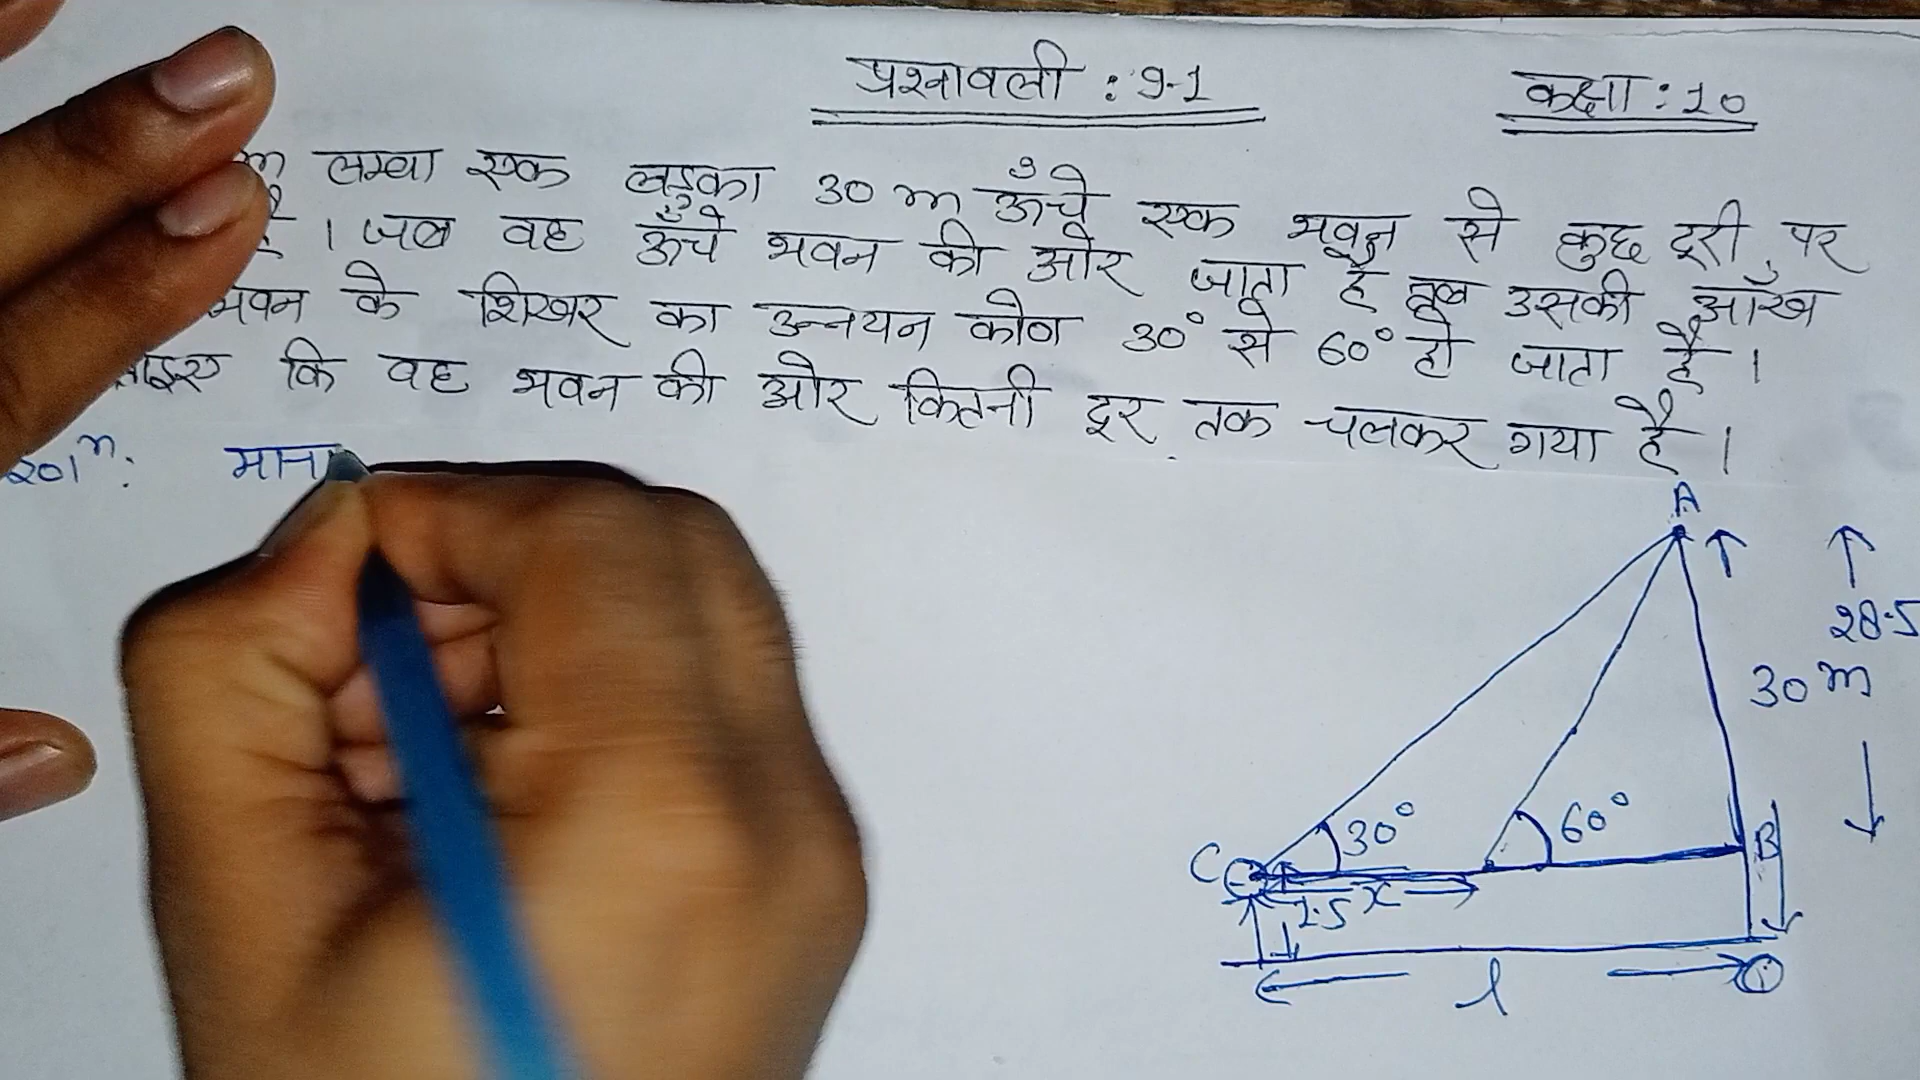 प्रश्नावली : 9.1
कक्षा : 10
m लम्बा एक लड़का 30 m ऊँचे एक भवन से कुछ दूरी पर
है । जब वह ऊँचे भवन की ओर जाता है तब उसकी आँख
भवन के शिखर का उन्नयन कोण 30° से 60° हो जाता है ।
कि वह भवन की ओर कितनी दूर तक चलकर गया है ।
माना
A
28.5
30 m
30°
60°
C
B
1.5
x
l